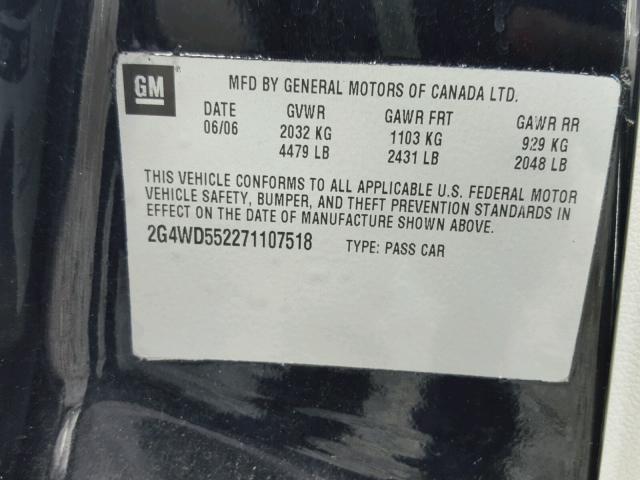 GM
MFD BY GENERAL MOTORS OF CANADA LTD.
DATE GVWR GAWR FRT GAWR RR
06/06 2032 KG 1103 KG 929 KG
4479 LB 2431 LB 2048 LB
THIS VEHICLE CONFORMS TO ALL APPLICABLE U.S. FEDERAL MOTOR
VEHICLE SAFETY, BUMPER, AND THEFT PREVENTION STANDARDS IN
EFFECT ON THE DATE OF MANUFACTURE SHOWN ABOVE.
2G4WD552271107518 TYPE: PASS CAR